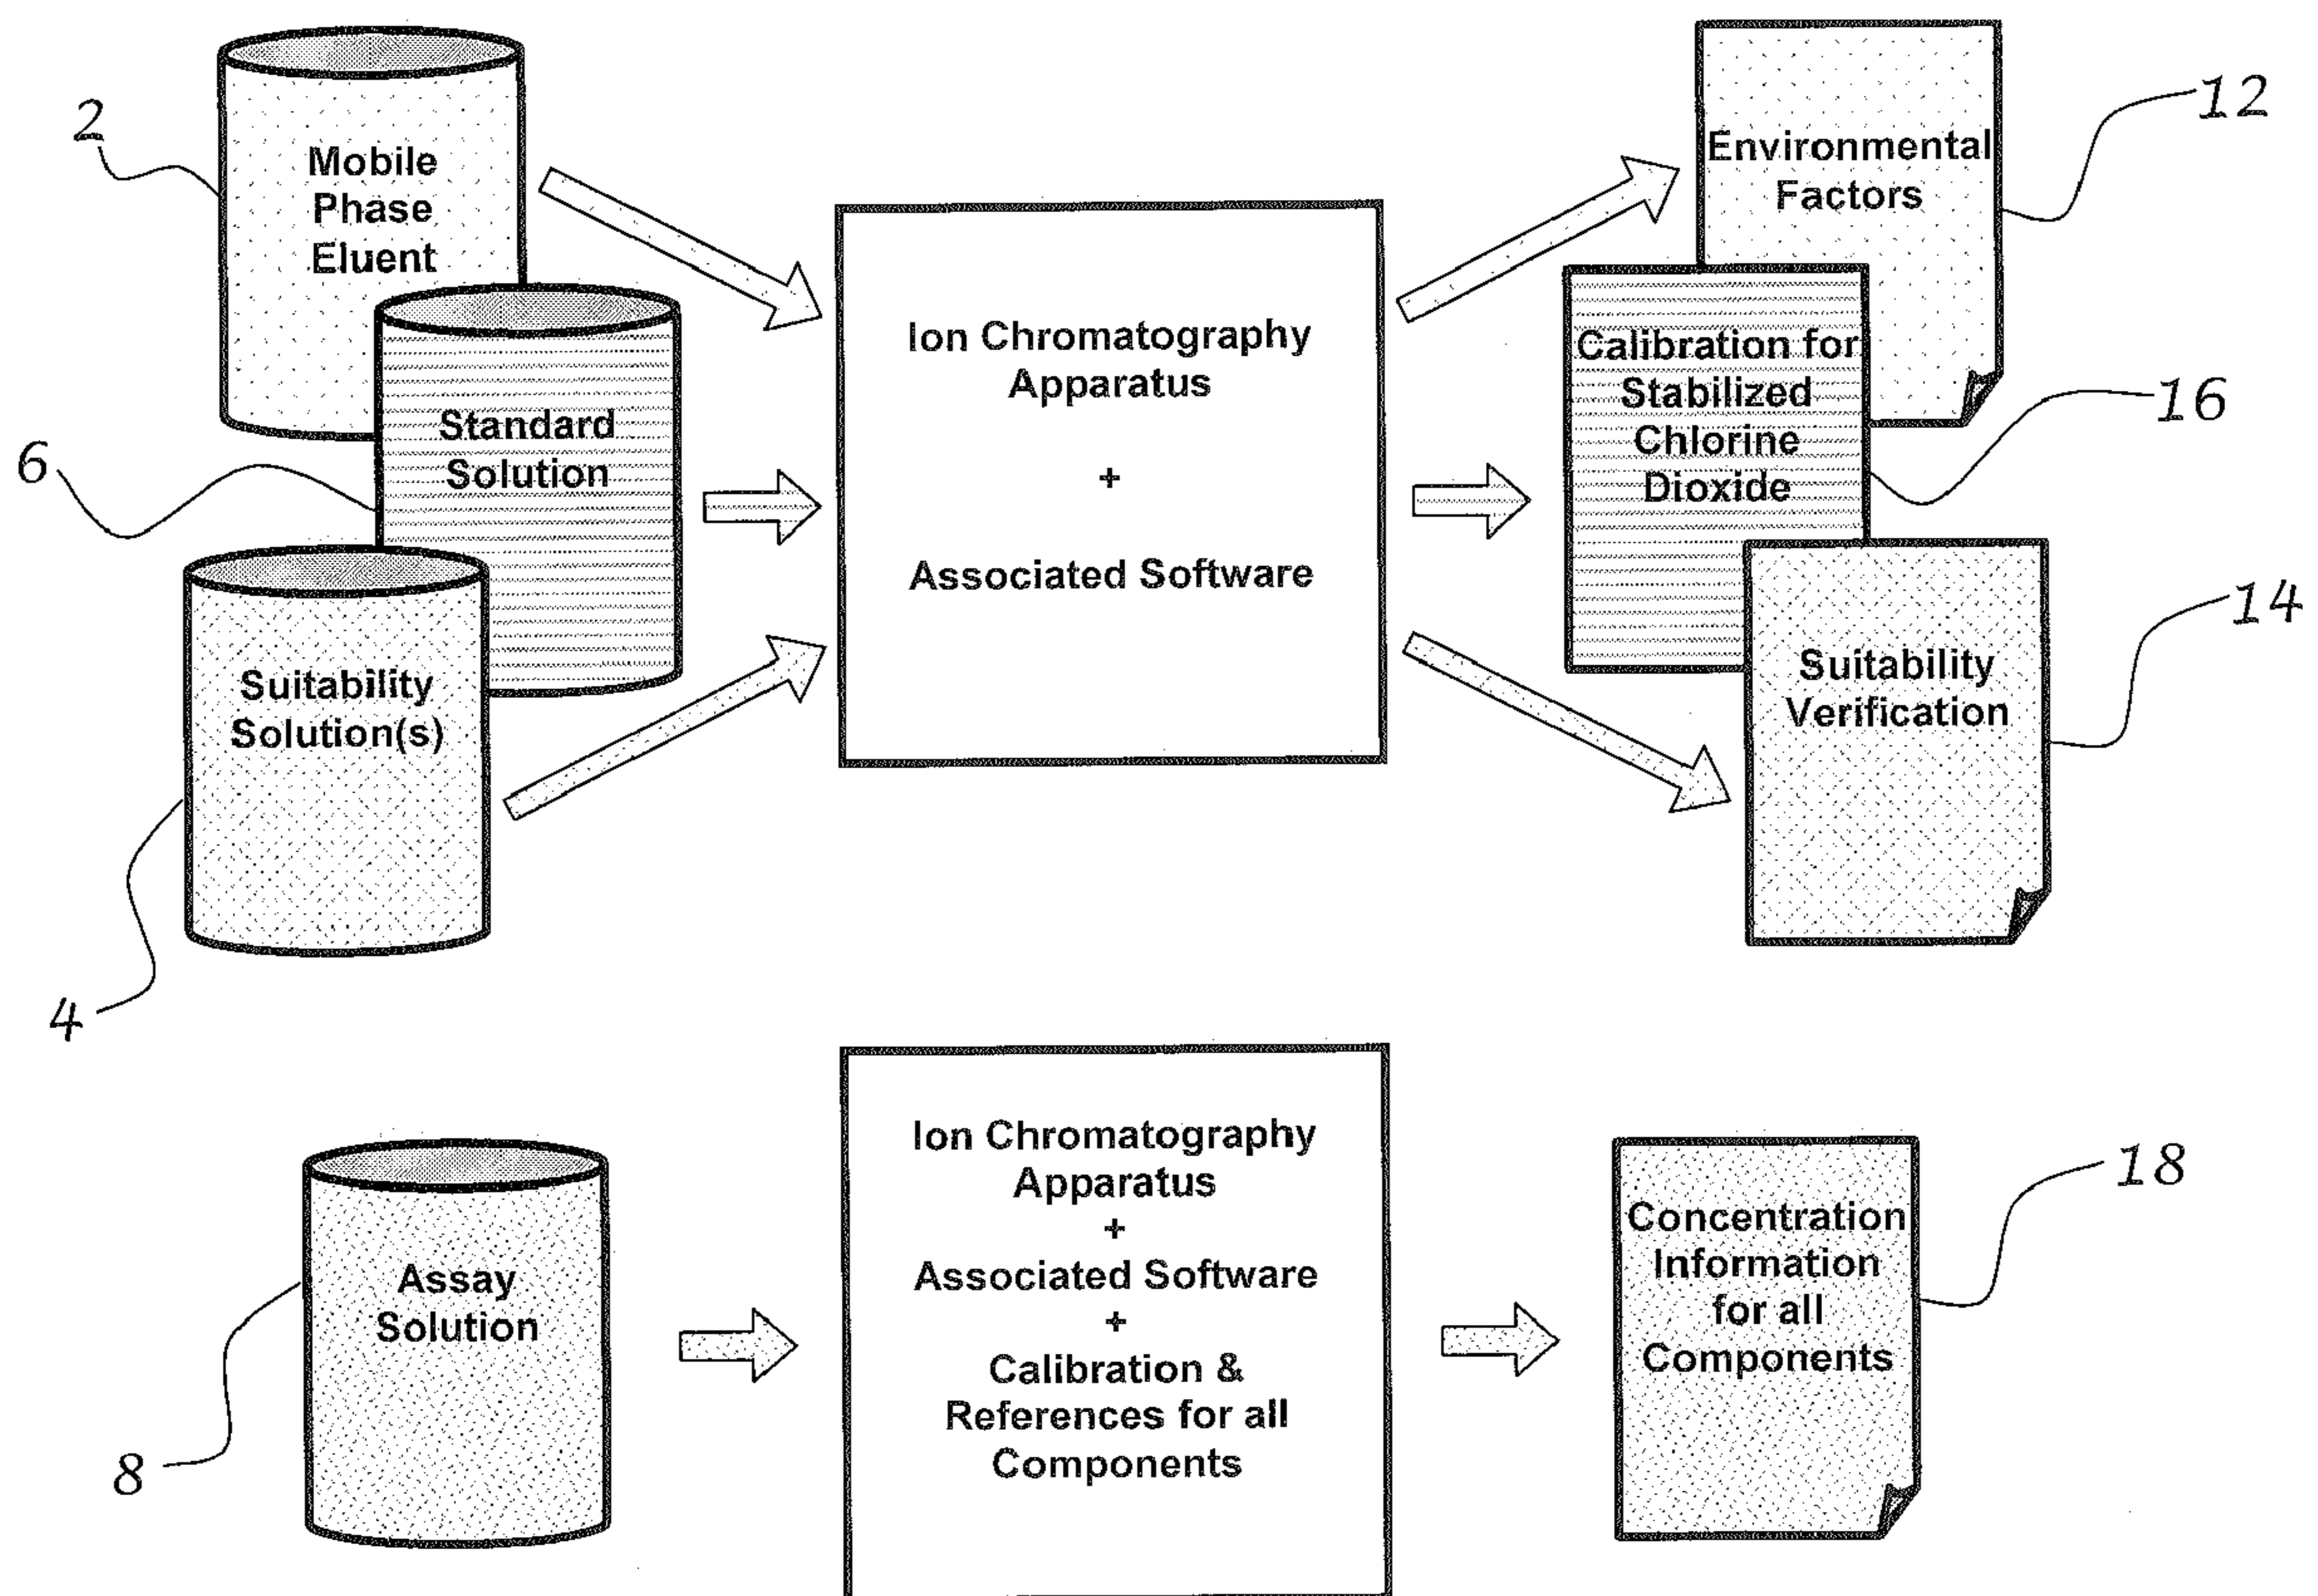 2
Mobile
Phase
Eluent
6
Standard
Solution
Suitability
Solution(s)
4
Ion Chromatography
Apparatus
+
Associated Software
Environmental
Factors
12
Calibration for
Stabilized
Chlorine
Dioxide
16
Suitability
Verification
14
8
Assay
Solution
Ion Chromatography
Apparatus
+
Associated Software
+
Calibration &
References for all
Components
Concentration
Information
for all
Components
18